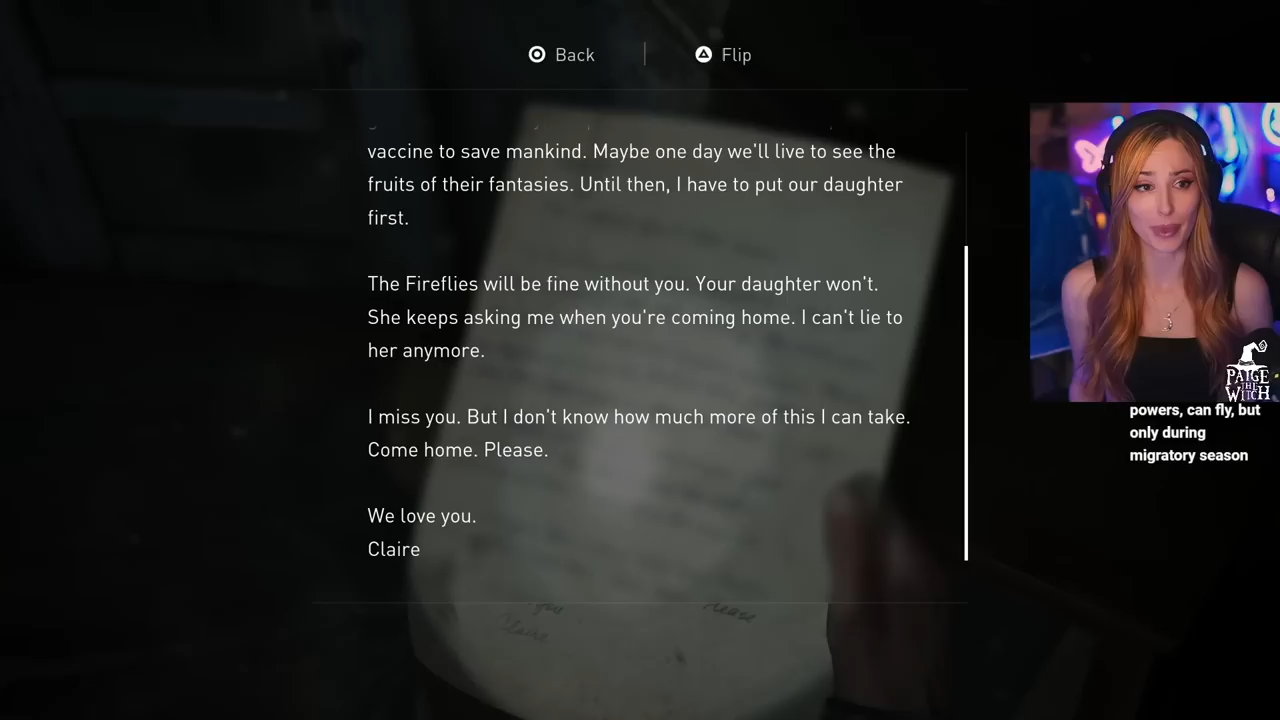 Back
Flip
vaccine to save mankind. Maybe one day we'll live to see the
fruits of their fantasies. Until then, I have to put our daughter
first.
The Fireflies will be fine without you. Your daughter won't.
She keeps asking me when you're coming home. I can't lie to
her anymore.
I miss you. But I don't know how much more of this I can take.
Come home. Please.
We love you.
Claire
Please
Claire
PAIGE
THE
WITCH
powers, can fly, but
only during
migratory season